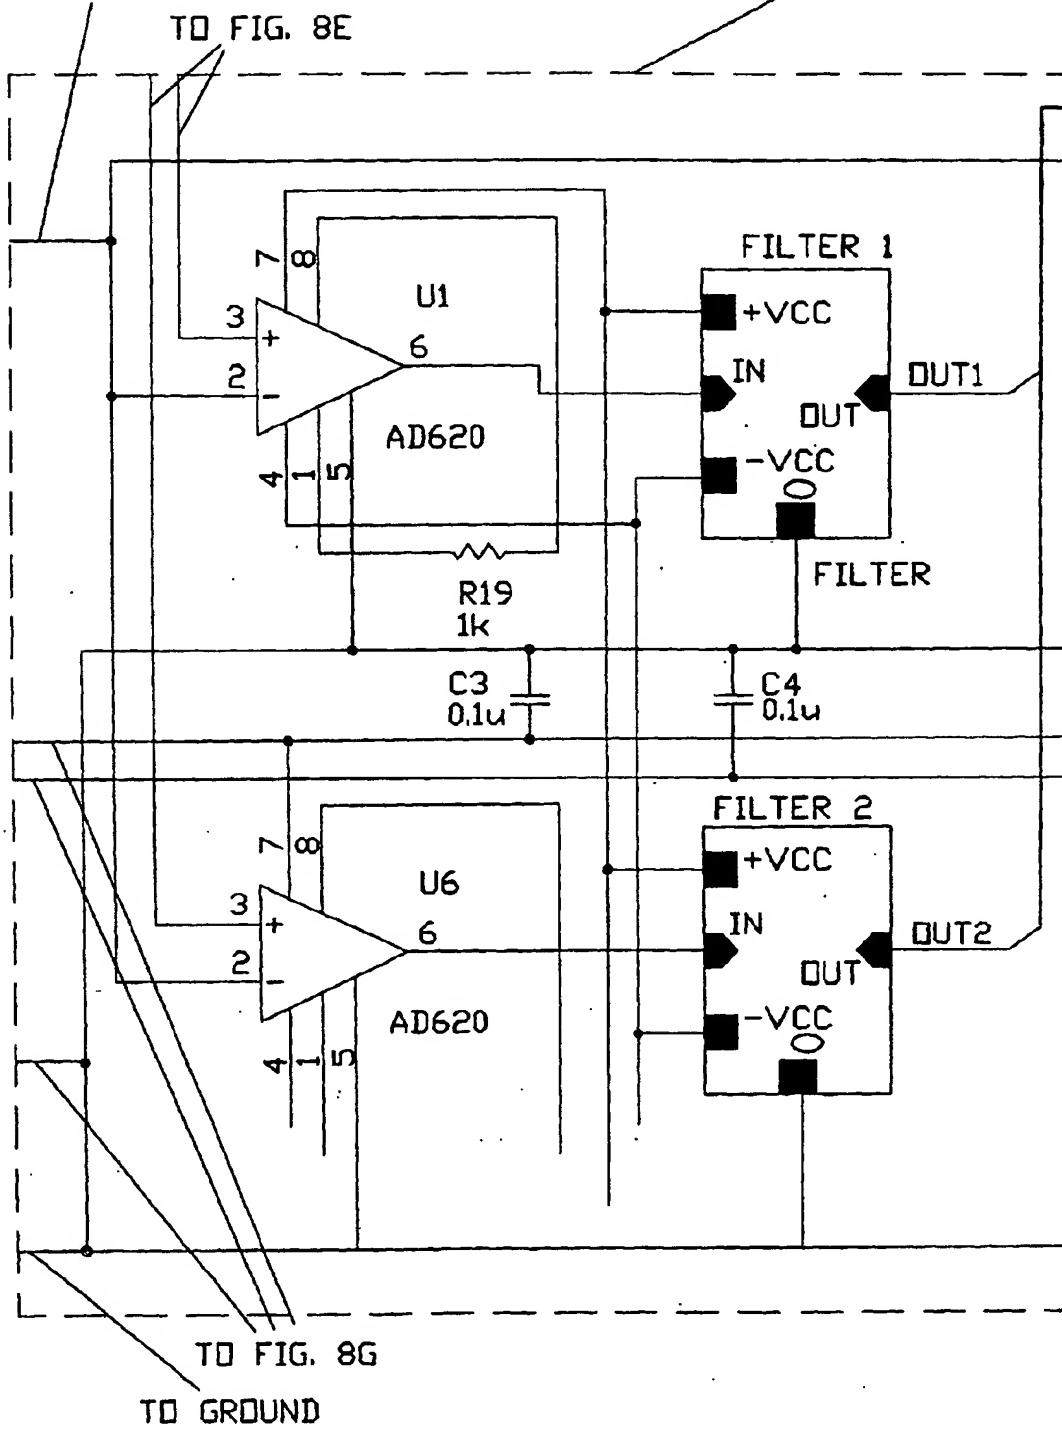 TO FIG. 8E
FILTER 1
7
8
U1
+VCC
3
+
6
2
-
IN
OUT1
OUT
AD620
-VCC
4
1
5
0
FILTER
R19
1k
C3
0.1u
C4
0.1u
FILTER 2
7
8
+VCC
U6
3
+
6
IN
OUT2
2
-
OUT
AD620
-VCC
4
1
5
0
TO FIG. 8G
TO GROUND